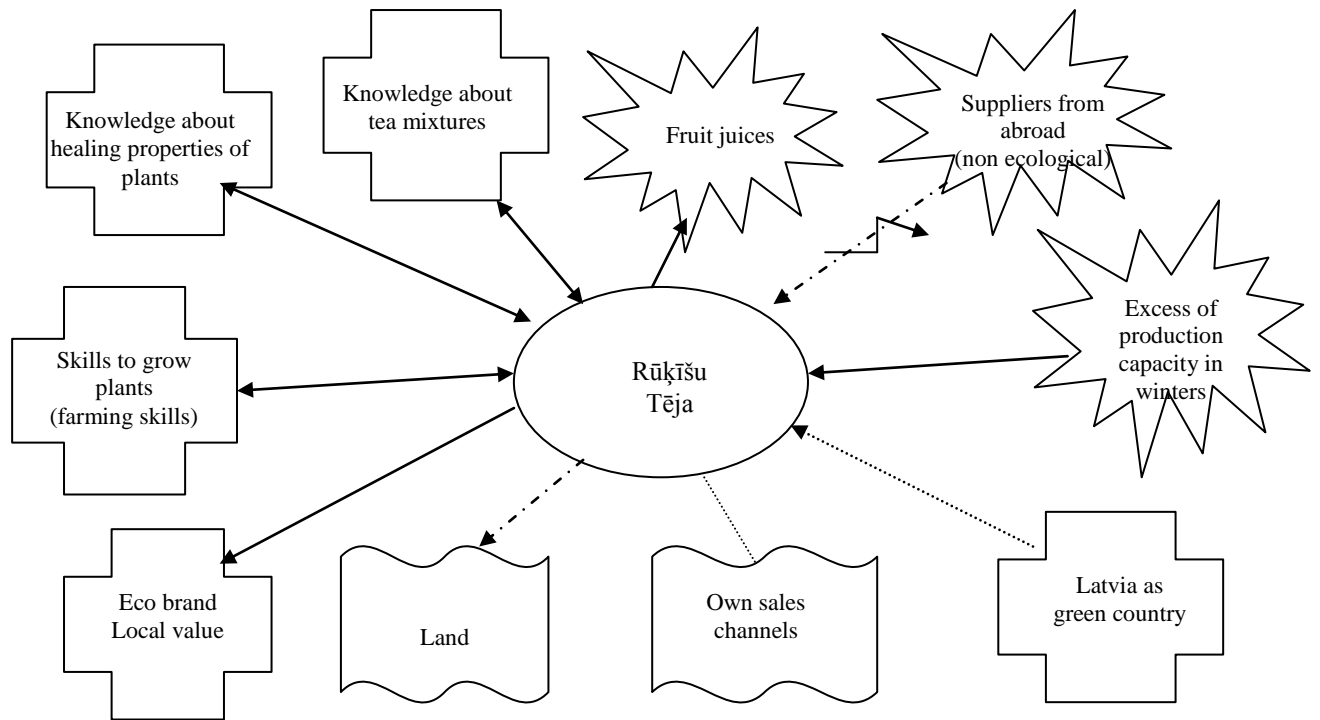 Knowledge about
healing properties of
plants
Knowledge about
tea mixtures
Fruit juices
Suppliers from
abroad
(non ecological)
Excess of
production
capacity in
winters
Skills to grow
plants
(farming skills)
Rūķīšu
Tēja
Eco brand
Local value
Land
Own sales
channels
Latvia as
green country